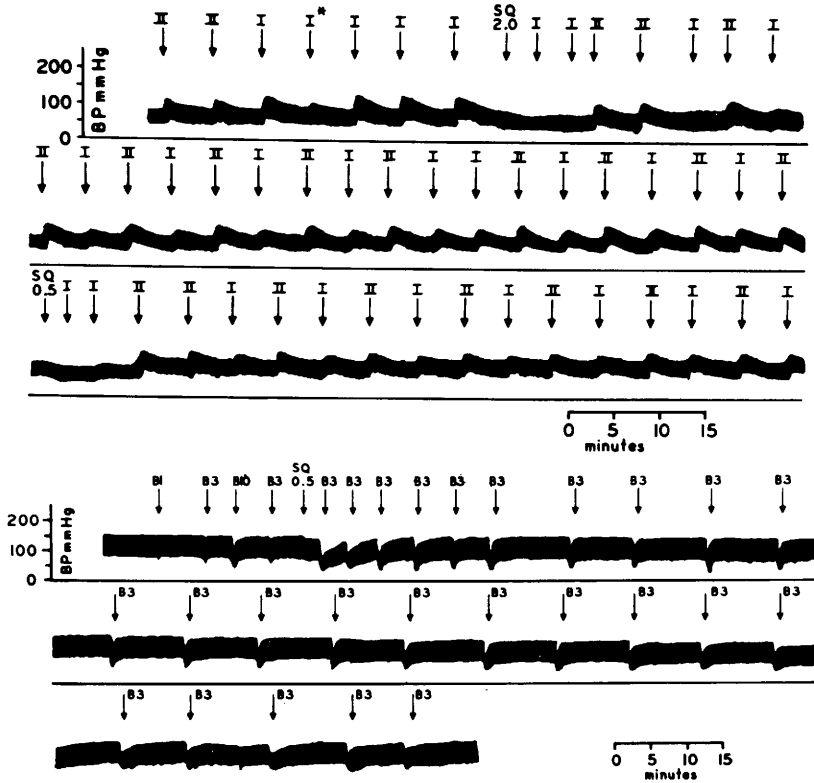 SQ
II II I I* I I I 2.0 I I II II I II I
200
100
0
BP mmHg
II I II I II I II I II I I II I II I II I II
SQ
0.5 I I II II I II I II I II I II I II I II I
0 5 10 15
minutes
SQ
B1 B3 B10 B3 0.5 B3 B3 B3 B3 B3 B3 B3 B3 B3 B3
200
100
0
BP mmHg
B3 B3 B3 B3 B3 B3 B3 B3 B3 B3
B3 B3 B3 B3 B3
0 5 10 15
minutes